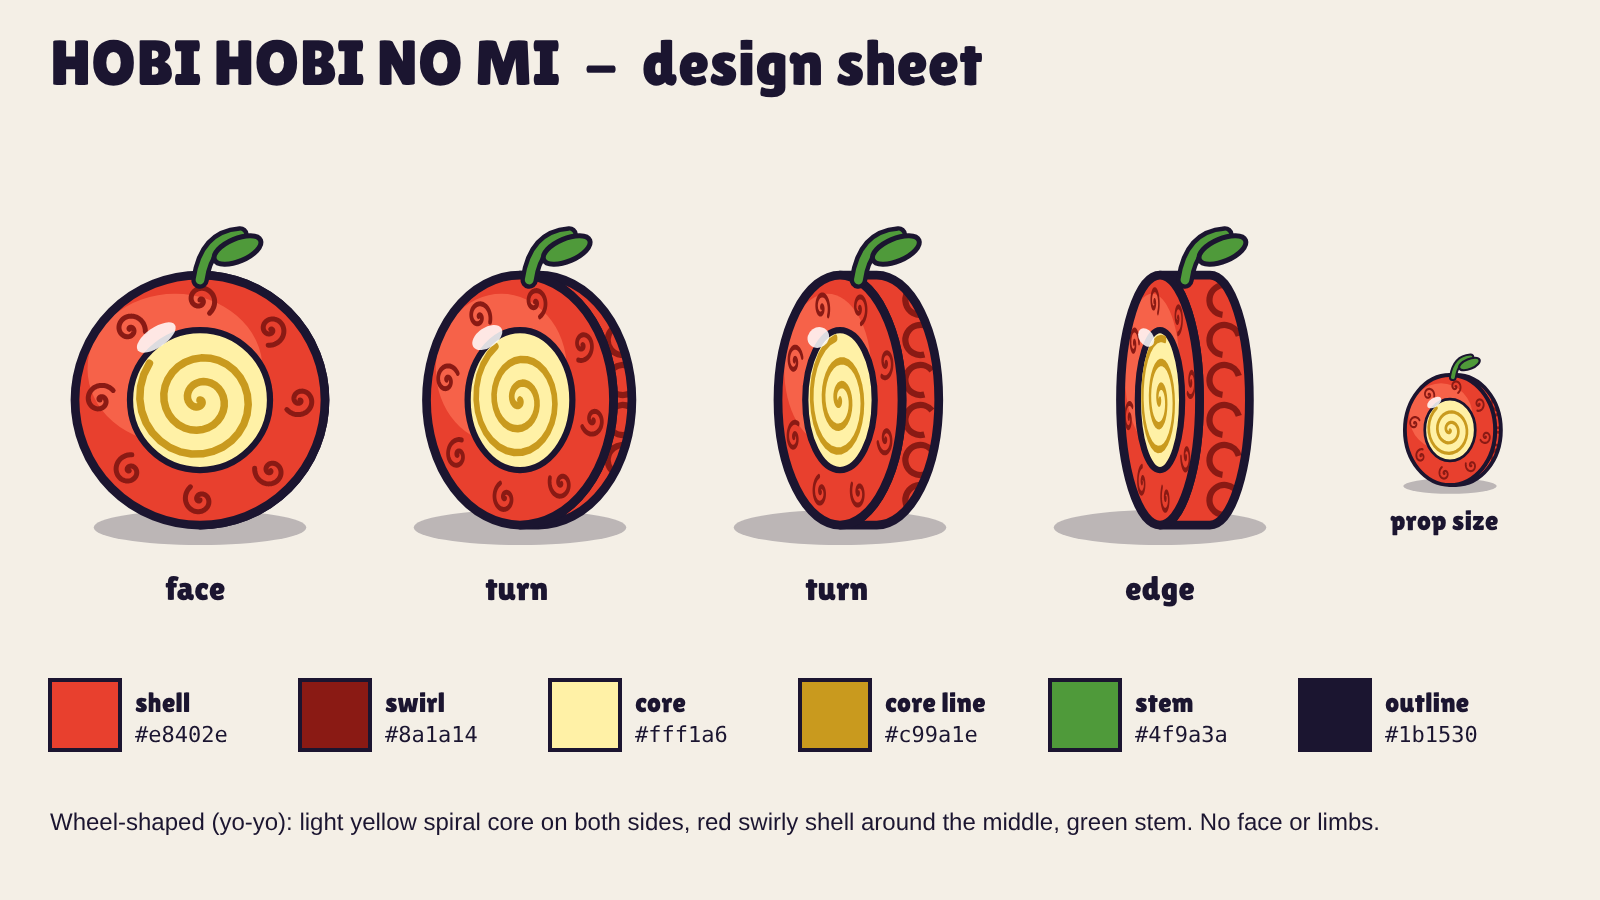 HOBI HOBI NO MI – design sheet
face
turn
turn
edge
prop size
shell
#e8402e
swirl
#8a1a14
core
#fff1a6
core line
#c99a1e
stem
#4f9a3a
outline
#1b1530
Wheel-shaped (yo-yo): light yellow spiral core on both sides, red swirly shell around the middle, green stem. No face or limbs.